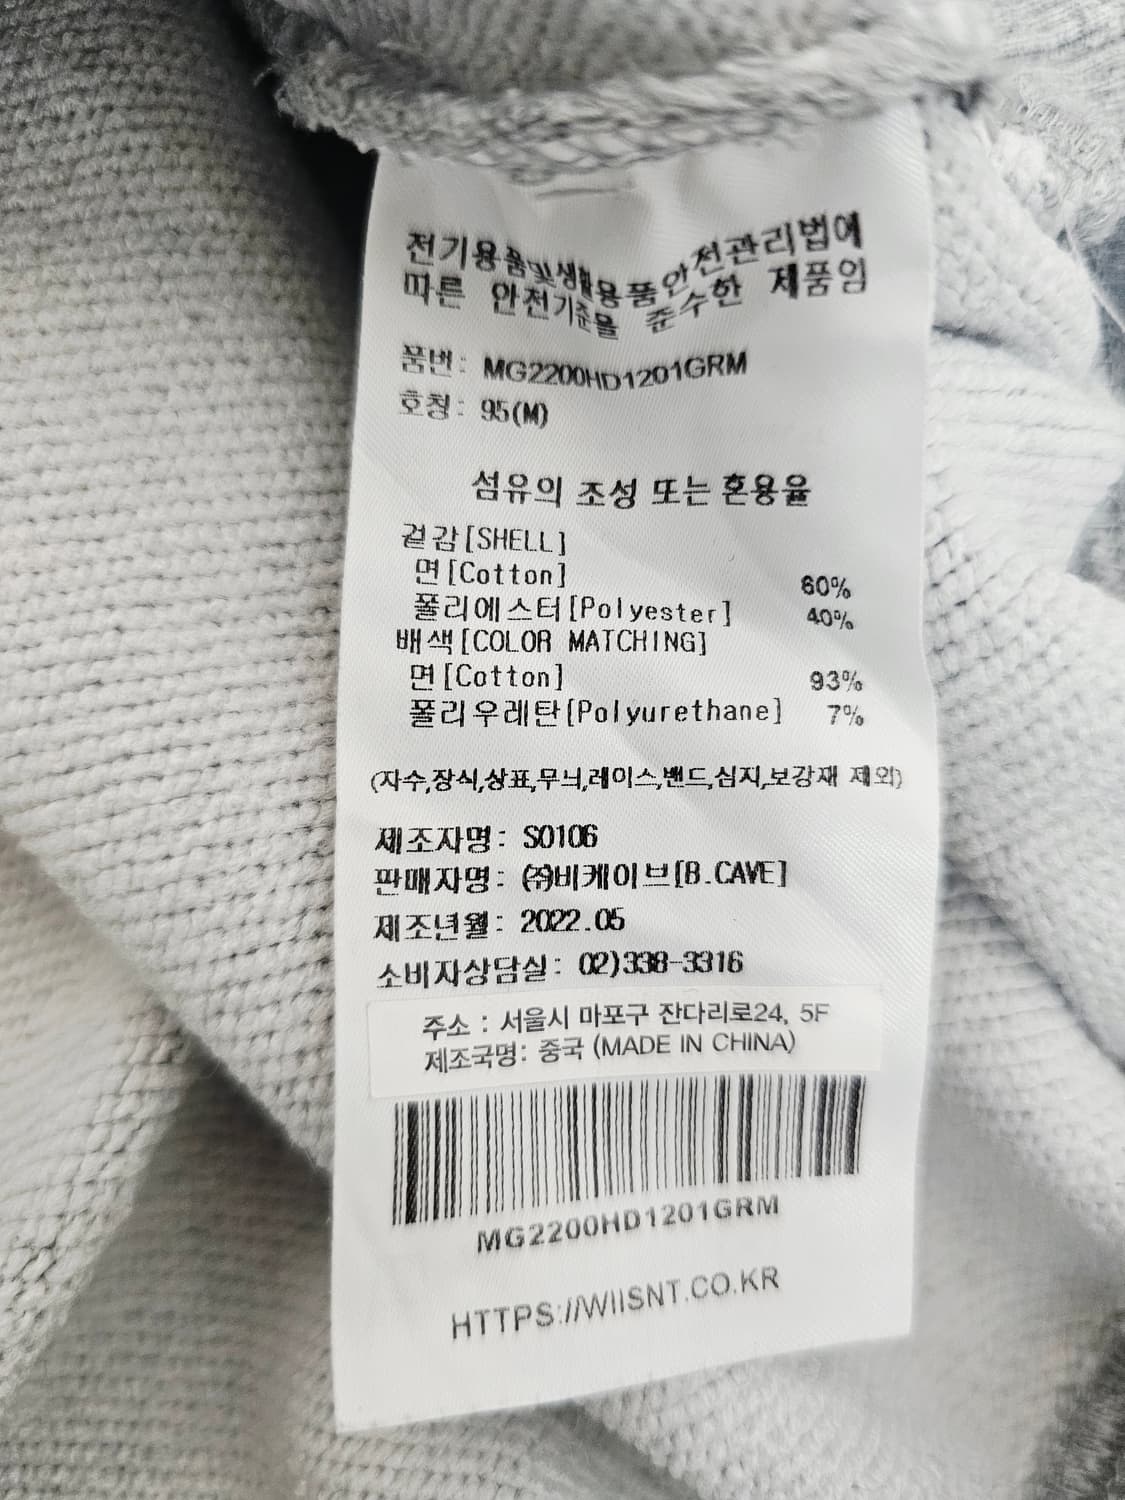 전기용품및생활용품안전관리법에
따른 안전기준을 준수한 제품임
품번: MG2200HD1201GRM
호칭: 95(M)
섬유의 조성 또는 혼용율
겉감[SHELL]
면[Cotton] 60%
폴리에스터[Polyester] 40%
배색[COLOR MATCHING]
면[Cotton] 93%
폴리우레탄[Polyurethane] 7%
(자수,장식,상표,무늬,레이스,밴드,심지,보강재 제외)
제조자명: S0106
판매자명: ㈜비케이브[B.CAVE]
제조년월: 2022.05
소비자상담실: 02)338-3316
주소 : 서울시 마포구 잔다리로24, 5F
제조국명: 중국 (MADE IN CHINA)
MG2200HD1201GRM
HTTPS://WIISNT.CO.KR